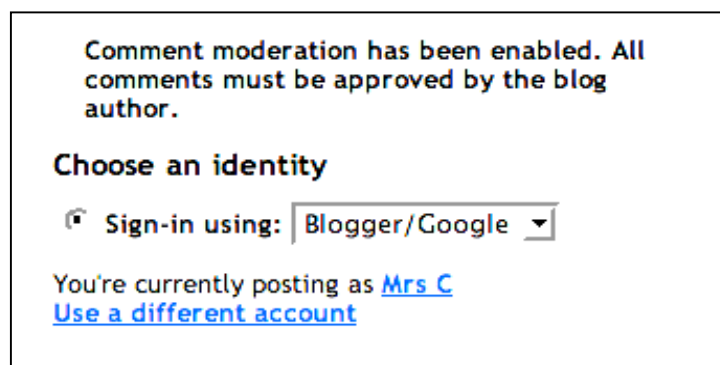 Comment moderation has been enabled. All
comments must be approved by the blog
author.
Choose an identity
Sign-in using: Blogger/Google
You're currently posting as Mrs C
Use a different account